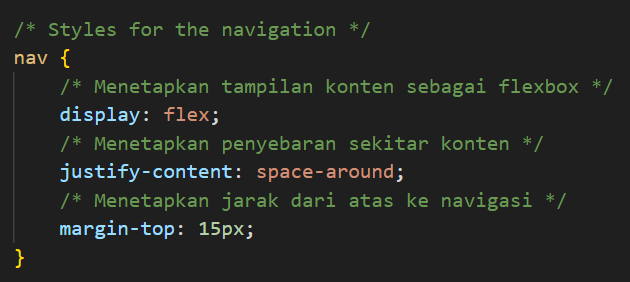 /* Styles for the navigation */
nav {
    /* Menetapkan tampilan konten sebagai flexbox */
    display: flex;
    /* Menetapkan penyebaran sekitar konten */
    justify-content: space-around;
    /* Menetapkan jarak dari atas ke navigasi */
    margin-top: 15px;
}